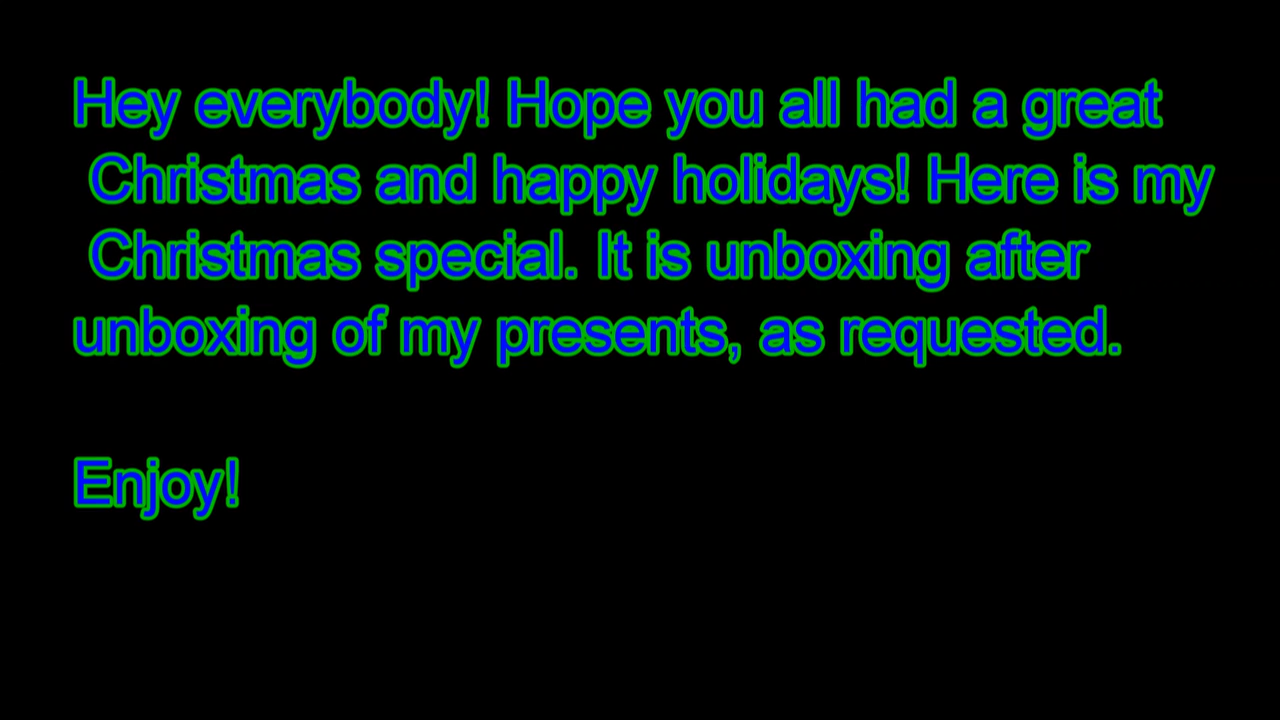 Hey everybody! Hope you all had a great
Christmas and happy holidays! Here is my
Christmas special. It is unboxing after
unboxing of my presents, as requested.
Enjoy!